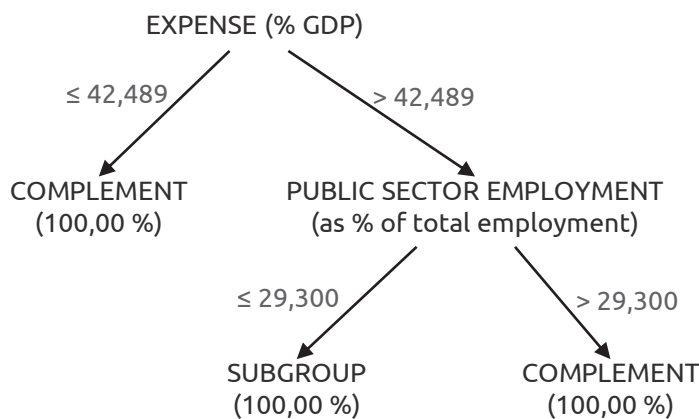 EXPENSE (% GDP)
≤ 42,489
> 42,489
COMPLEMENT
(100,00 %)
PUBLIC SECTOR EMPLOYMENT
(as % of total employment)
≤ 29,300
> 29,300
SUBGROUP
(100,00 %)
COMPLEMENT
(100,00 %)